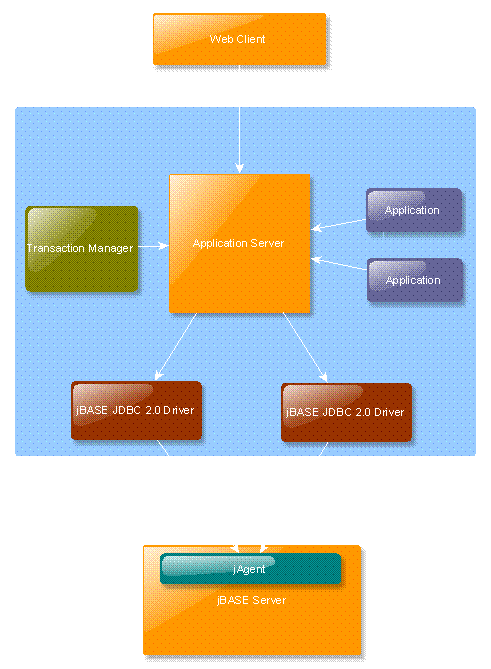 Web Client
Application
Transaction Manager
Application Server
Application
jBASE JDBC 2.0 Driver
jBASE JDBC 2.0 Driver
jAgent
jBASE Server